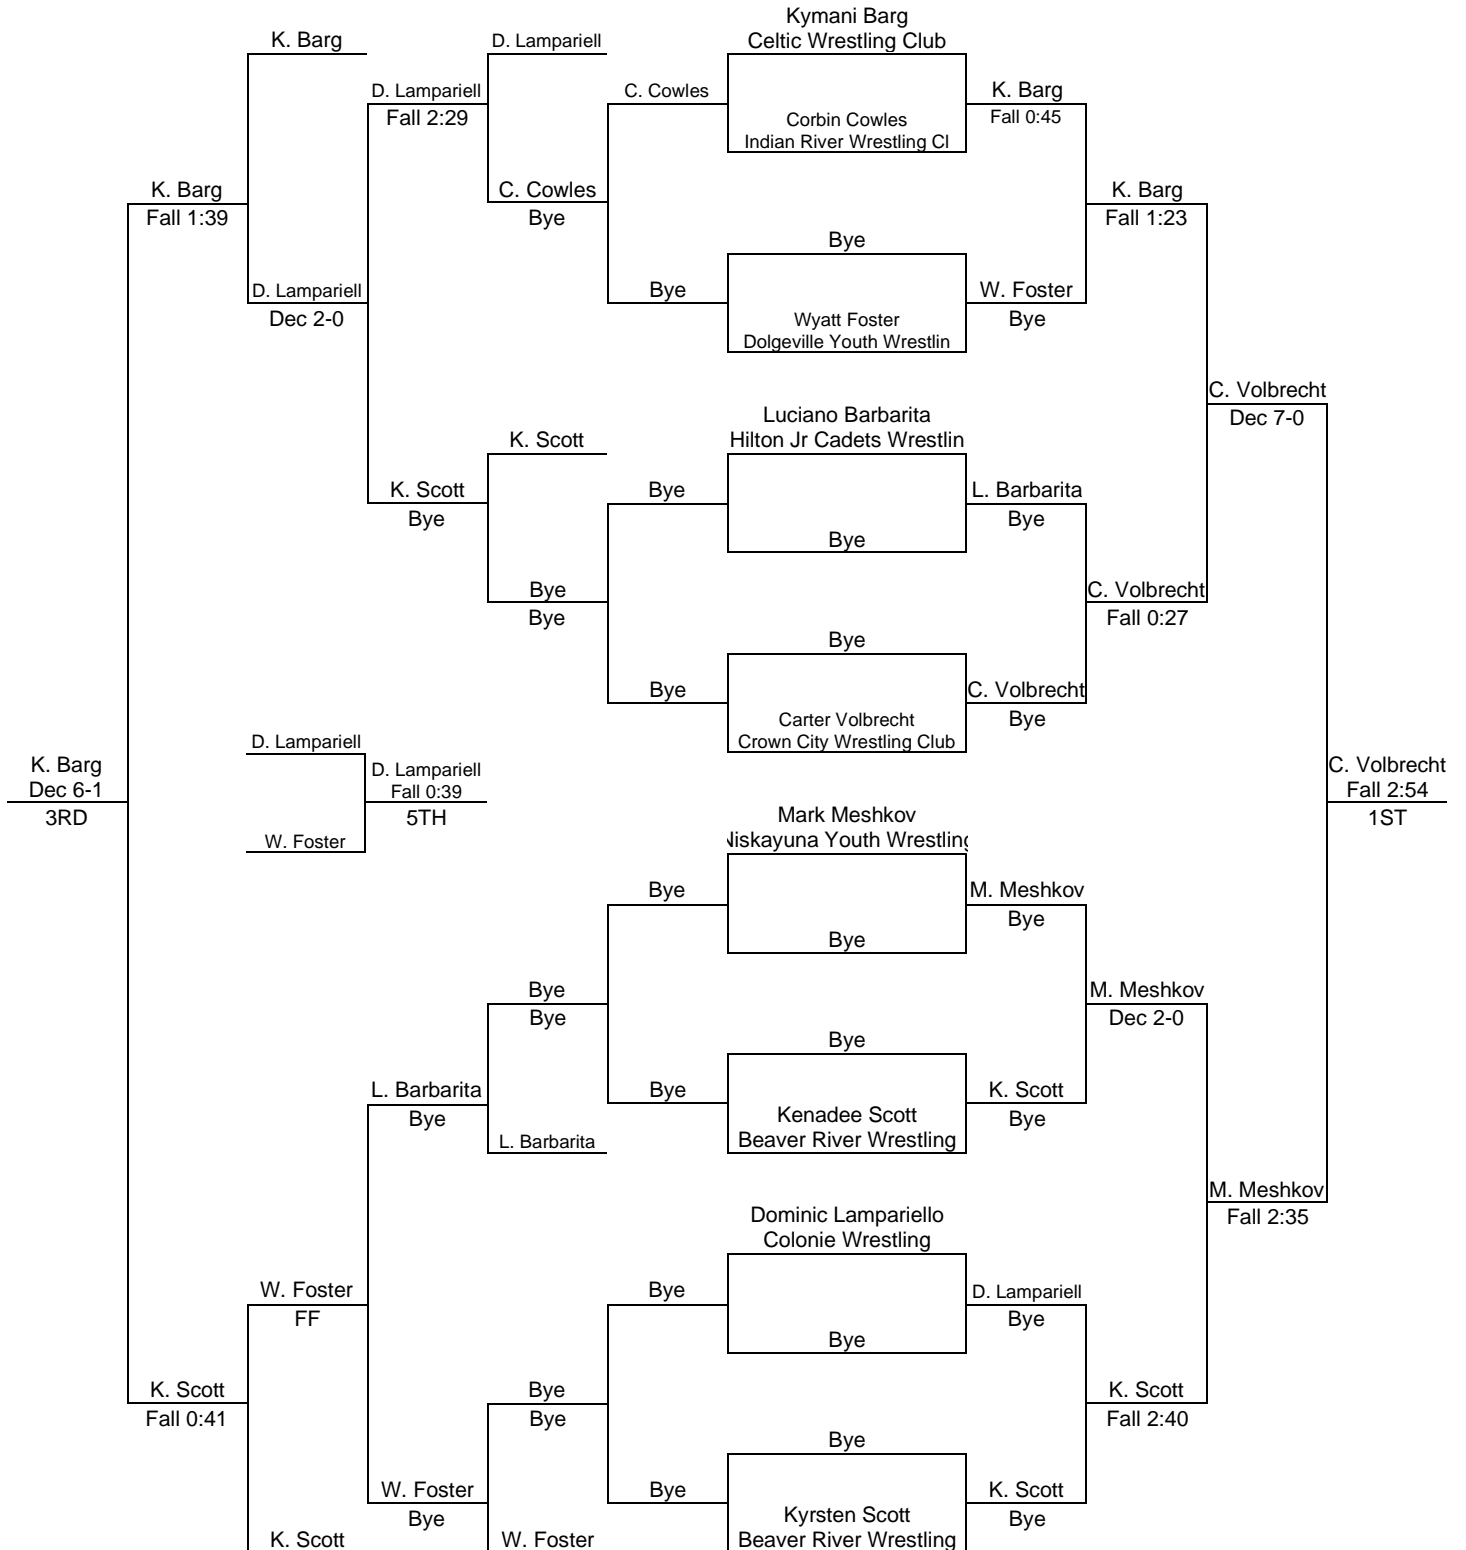 Kymani Barg
K. Barg
D. Lampariell
Celtic Wrestling Club
D. Lampariell
C. Cowles
K. Barg
Fall 2:29
Corbin Cowles
Fall 0:45
Indian River Wrestling Cl
K. Barg
C. Cowles
K. Barg
Fall 1:39
Bye
Fall 1:23
Bye
D. Lampariell
Bye
W. Foster
Dec 2-0
Wyatt Foster
Bye
Dolgeville Youth Wrestlin
C. Volbrecht
Luciano Barbarita
Dec 7-0
K. Scott
Hilton Jr Cadets Wrestlin
K. Scott
Bye
L. Barbarita
Bye
Bye
Bye
Bye
C. Volbrecht
Bye
Fall 0:27
Bye
Bye
C. Volbrecht
Carter Volbrecht
Bye
D. Lampariell
Crown City Wrestling Club
K. Barg
D. Lampariell
C. Volbrecht
Dec 6-1
Fall 0:39
Fall 2:54
3RD
5TH
Mark Meshkov
1ST
W. Foster
Niskayuna Youth Wrestling
Bye
M. Meshkov
Bye
Bye
Bye
M. Meshkov
Bye
Dec 2-0
Bye
L. Barbarita
Bye
K. Scott
Bye
Kenadee Scott
Bye
L. Barbarita
Beaver River Wrestling
M. Meshkov
Dominic Lampariello
Fall 2:35
Colonie Wrestling
W. Foster
Bye
D. Lampariell
FF
Bye
Bye
K. Scott
Bye
K. Scott
Fall 0:41
Bye
Fall 2:40
Bye
W. Foster
Bye
K. Scott
Bye
Kyrsten Scott
Bye
K. Scott
W. Foster
Beaver River Wrestling